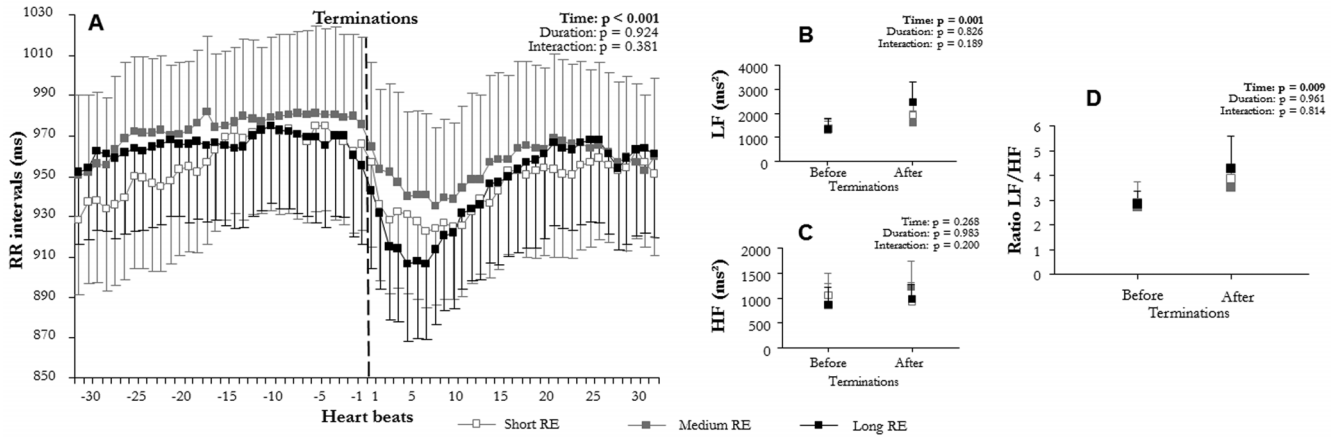 A
Terminations
Time: p < 0.001
Duration: p = 0.924
Interaction: p = 0.381
RR intervals (ms)
1030
1010
990
970
950
930
910
890
870
850
-30 -25 -20 -15 -10 -5 -1 1 5 10 15 20 25 30
Heart beats
B
Time: p = 0.001
Duration: p = 0.826
Interaction: p = 0.189
LF (ms²)
4000
3000
2000
1000
0
Before After
Terminations
C
Time: p = 0.268
Duration: p = 0.983
Interaction: p = 0.200
HF (ms²)
2000
1500
1000
500
0
Before After
Terminations
D
Time: p = 0.009
Duration: p = 0.961
Interaction: p = 0.814
Ratio LF/HF
6
5
4
3
2
1
0
Before After
Terminations
Short RE Medium RE Long RE